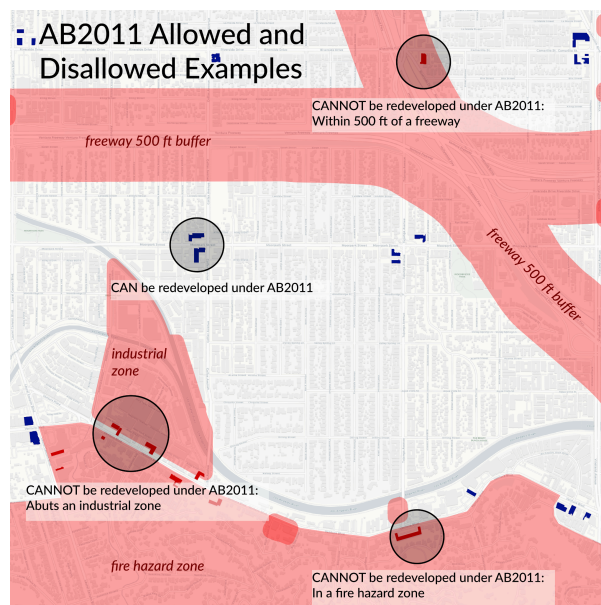 AB2011 Allowed and
Disallowed Examples
CANNOT be redeveloped under AB2011:
Within 500 ft of a freeway
freeway 500 ft buffer
freeway 500 ft buffer
CAN be redeveloped under AB2011
industrial
zone
CANNOT be redeveloped under AB2011:
Abuts an industrial zone
fire hazard zone
CANNOT be redeveloped under AB2011:
In a fire hazard zone